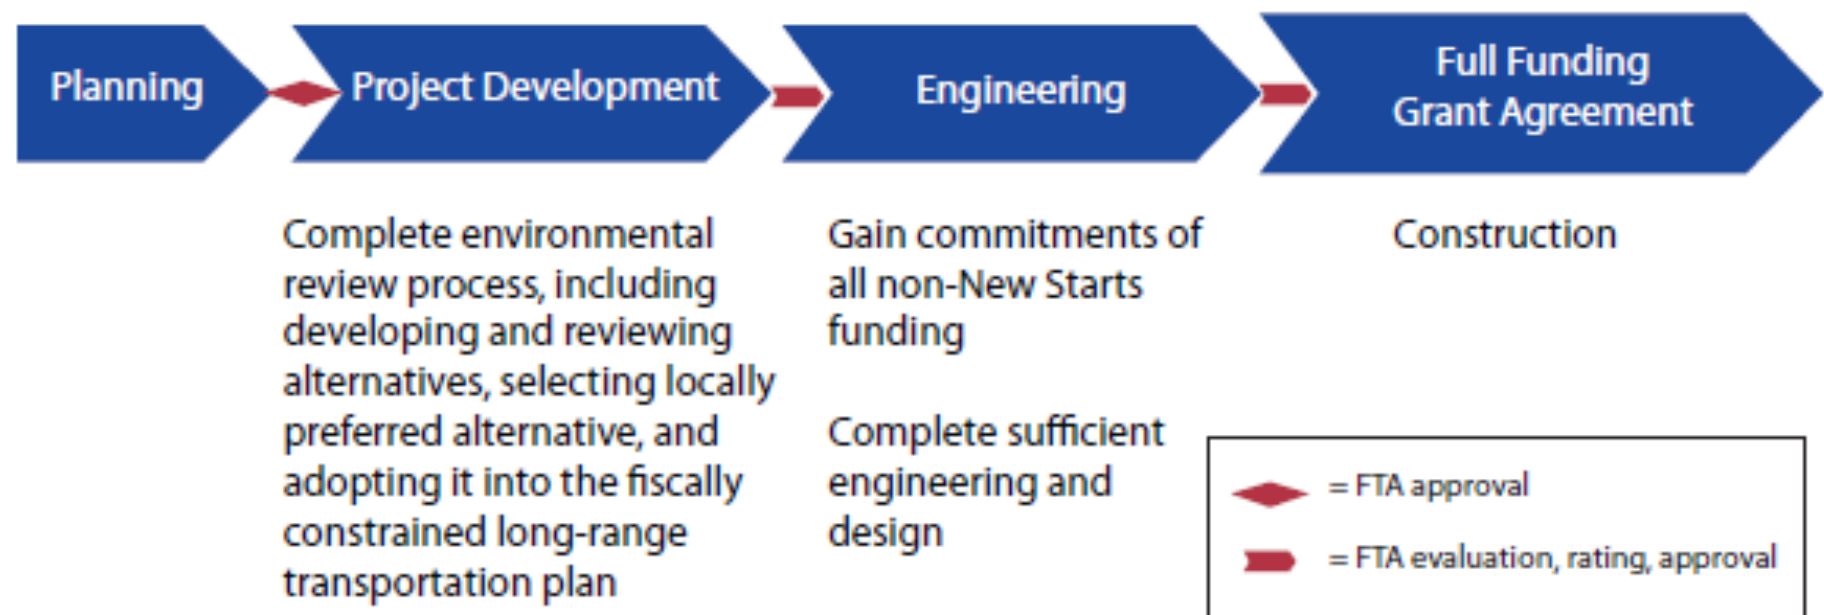 Planning
Project Development
Engineering
Full Funding
Grant Agreement
Complete environmental
review process, including
developing and reviewing
alternatives, selecting locally
preferred alternative, and
adopting it into the fiscally
constrained long-range
transportation plan
Gain commitments of
all non-New Starts
funding
Complete sufficient
engineering and
design
Construction
= FTA approval
= FTA evaluation, rating, approval